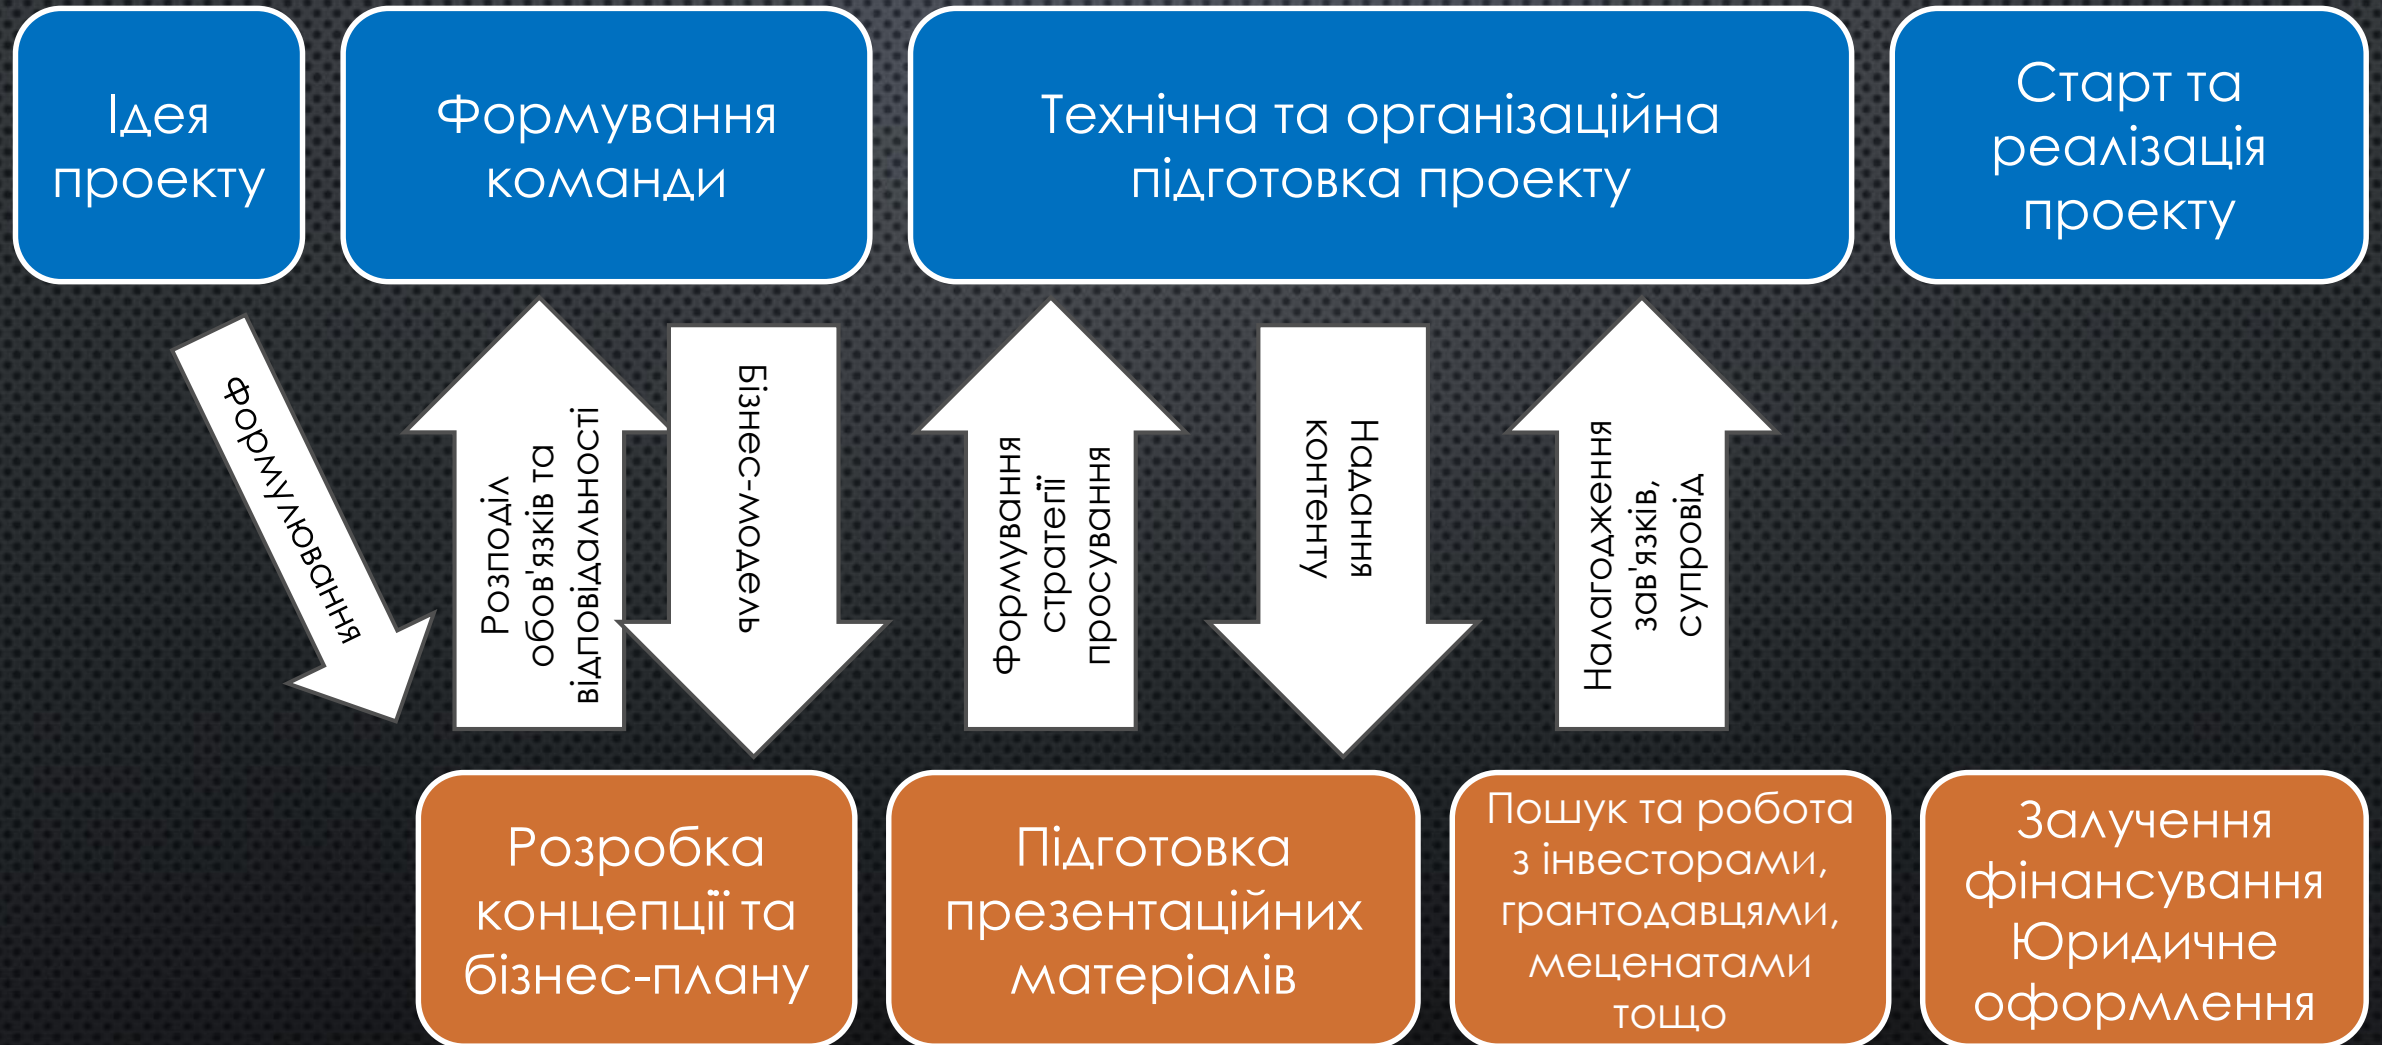 Ідея
проекту
Формування
команди
Технічна та організаційна
підготовка проекту
Старт та
реалізація
проекту
Формулювання
Розподіл
обов'язків та
відповідальності
Бізнес-модель
Формування
стратегії
просування
Надання
контенту
Налагодження
зав'язків,
супровід
Розробка
концепції та
бізнес-плану
Підготовка
презентаційних
матеріалів
Пошук та робота
з інвесторами,
грантодавцями,
меценатами
тощо
Залучення
фінансування
Юридичне
оформлення